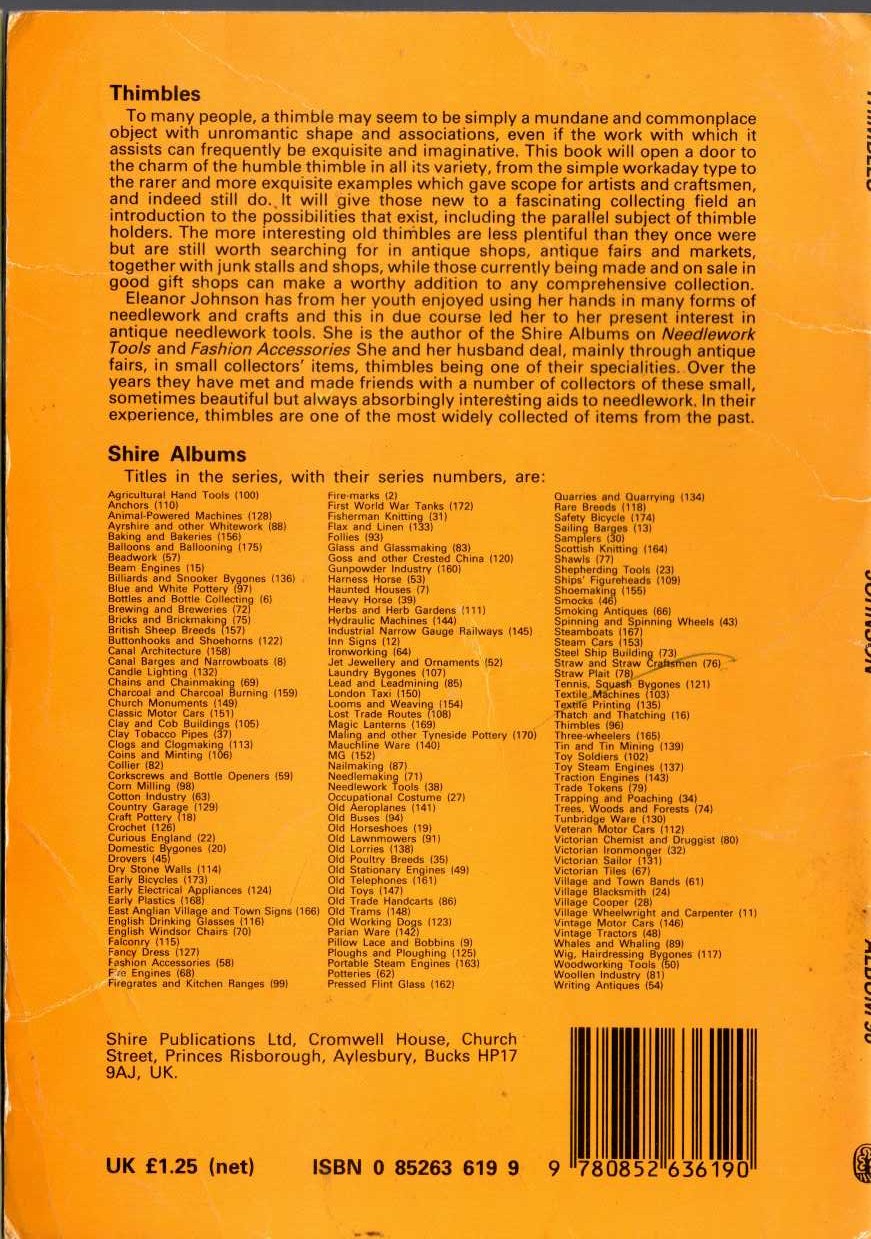 Thimbles
To many people, a thimble may seem to be simply a mundane and commonplace
object with unromantic shape and associations, even if the work with which it
assists can frequently be exquisite and imaginative. This book will open a door to
the charm of the humble thimble in all its variety, from the simple workaday type to
the rarer and more exquisite examples which gave scope for artists and craftsmen,
and indeed still do. It will give those new to a fascinating collecting field an
introduction to the possibilities that exist, including the parallel subject of thimble
holders. The more interesting old thimbles are less plentiful than they once were
but are still worth searching for in antique shops, antique fairs and markets,
together with junk stalls and shops, while those currently being made and on sale in
good gift shops can make a worthy addition to any comprehensive collection.
Eleanor Johnson has from her youth enjoyed using her hands in many forms of
needlework and crafts and this in due course led her to her present interest in
antique needlework tools. She is the author of the Shire Albums on Needlework
Tools and Fashion Accessories She and her husband deal, mainly through antique
fairs, in small collectors' items, thimbles being one of their specialities. Over the
years they have met and made friends with a number of collectors of these small,
sometimes beautiful but always absorbingly interesting aids to needlework. In their
experience, thimbles are one of the most widely collected of items from the past.
Shire Albums
Titles in the series, with their series numbers, are:
Agricultural Hand Tools (100)
Anchors (110)
Animal-Powered Machines (128)
Ayrshire and other Whitework (88)
Baking and Bakeries (156)
Balloons and Ballooning (175)
Beadwork (57)
Beam Engines (15)
Billiards and Snooker Bygones (136)
Blue and White Pottery (97)
Bottles and Bottle Collecting (6)
Brewing and Breweries (72)
Bricks and Brickmaking (75)
British Sheep Breeds (157)
Buttonhooks and Shoehorns (122)
Canal Architecture (158)
Canal Barges and Narrowboats (8)
Candle Lighting (132)
Chains and Chainmaking (69)
Charcoal and Charcoal Burning (159)
Church Monuments (149)
Classic Motor Cars (151)
Clay and Cob Buildings (105)
Clay Tobacco Pipes (37)
Clogs and Clogmaking (113)
Coins and Minting (106)
Collier (82)
Corkscrews and Bottle Openers (59)
Corn Milling (98)
Cotton Industry (63)
Country Garage (129)
Craft Pottery (18)
Crochet (126)
Curious England (22)
Domestic Bygones (20)
Drovers (45)
Dry Stone Walls (114)
Early Bicycles (173)
Early Electrical Appliances (124)
Early Plastics (168)
East Anglian Village and Town Signs (166)
English Drinking Glasses (116)
English Windsor Chairs (70)
Falconry (115)
Fancy Dress (127)
Fashion Accessories (58)
Fire Engines (68)
Firegrates and Kitchen Ranges (99)
Fire-marks (2)
First World War Tanks (172)
Fisherman Knitting (31)
Flax and Linen (133)
Follies (93)
Glass and Glassmaking (83)
Goss and other Crested China (120)
Gunpowder Industry (160)
Harness Horse (53)
Haunted Houses (7)
Heavy Horse (39)
Herbs and Herb Gardens (111)
Hydraulic Machines (144)
Industrial Narrow Gauge Railways (145)
Inn Signs (12)
Ironworking (64)
Jet Jewellery and Ornaments (52)
Laundry Bygones (107)
Lead and Leadmining (85)
London Taxi (150)
Looms and Weaving (154)
Lost Trade Routes (108)
Magic Lanterns (169)
Maling and other Tyneside Pottery (170)
Mauchline Ware (140)
MG (152)
Nailmaking (87)
Needlemaking (71)
Needlework Tools (38)
Occupational Costume (27)
Old Aeroplanes (141)
Old Buses (94)
Old Horseshoes (19)
Old Lawnmowers (91)
Old Lorries (138)
Old Poultry Breeds (35)
Old Stationary Engines (49)
Old Telephones (161)
Old Toys (147)
Old Trade Handcarts (86)
Old Trams (148)
Old Working Dogs (123)
Parian Ware (142)
Pillow Lace and Bobbins (9)
Ploughs and Ploughing (125)
Portable Steam Engines (163)
Potteries (62)
Pressed Flint Glass (162)
Quarries and Quarrying (134)
Rare Breeds (118)
Safety Bicycle (174)
Sailing Barges (13)
Samplers (30)
Scottish Knitting (164)
Shawls (77)
Shepherding Tools (23)
Ships' Figureheads (109)
Shoemaking (155)
Smocks (46)
Smoking Antiques (66)
Spinning and Spinning Wheels (43)
Steamboats (167)
Steam Cars (153)
Steel Ship Building (73)
Straw and Straw Craftsmen (76)
Straw Plait (78)
Tennis, Squash Bygones (121)
Textile Machines (103)
Textile Printing (135)
Thatch and Thatching (16)
Thimbles (96)
Three-wheelers (165)
Tin and Tin Mining (139)
Toy Soldiers (102)
Toy Steam Engines (137)
Traction Engines (143)
Trade Tokens (79)
Trapping and Poaching (34)
Trees, Woods and Forests (74)
Tunbridge Ware (130)
Veteran Motor Cars (112)
Victorian Chemist and Druggist (80)
Victorian Ironmonger (32)
Victorian Sailor (131)
Victorian Tiles (67)
Village and Town Bands (61)
Village Blacksmith (24)
Village Cooper (28)
Village Wheelwright and Carpenter (11)
Vintage Motor Cars (146)
Vintage Tractors (48)
Whales and Whaling (89)
Wig, Hairdressing Bygones (117)
Woodworking Tools (50)
Woollen Industry (81)
Writing Antiques (54)
Shire Publications Ltd, Cromwell House, Church
Street, Princes Risborough, Aylesbury, Bucks HP17
9AJ, UK.
UK £1.25 (net)
ISBN 0 85263 619 9
9 780852 636190